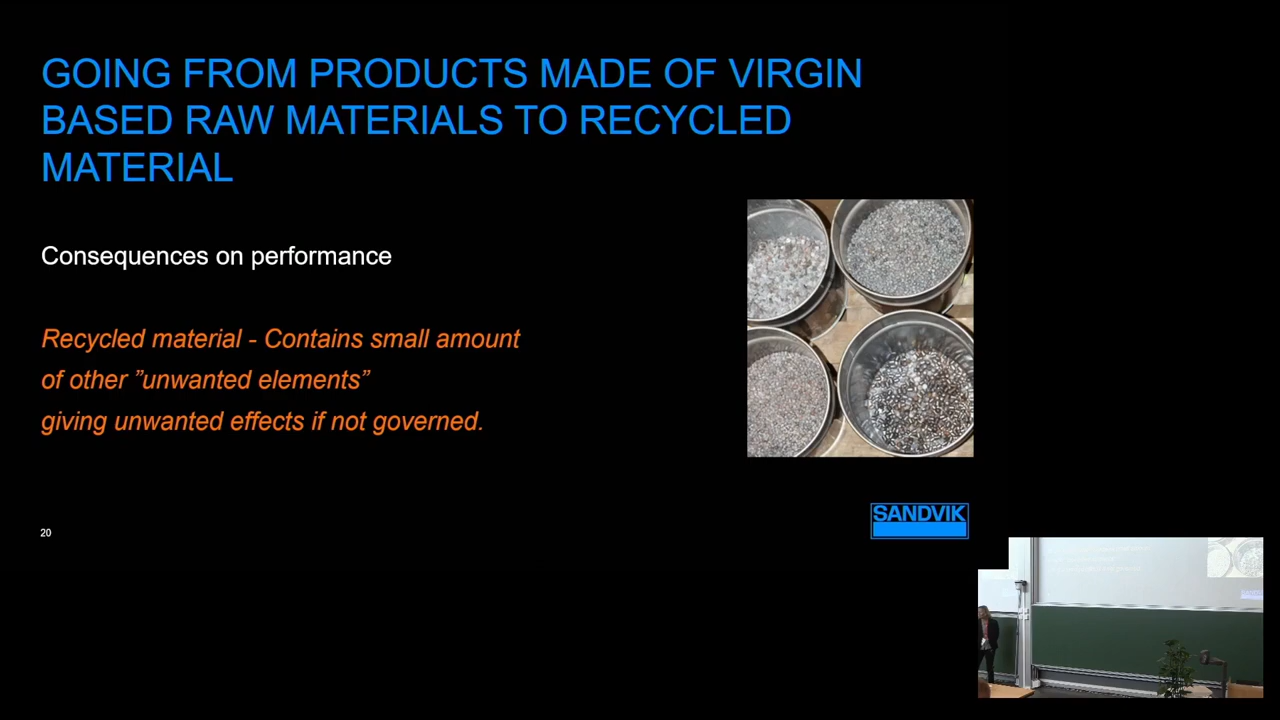 GOING FROM PRODUCTS MADE OF VIRGIN
BASED RAW MATERIALS TO RECYCLED
MATERIAL
Consequences on performance
Recycled material - Contains small amount
of other ”unwanted elements”
giving unwanted effects if not governed.
20
SANDVIK